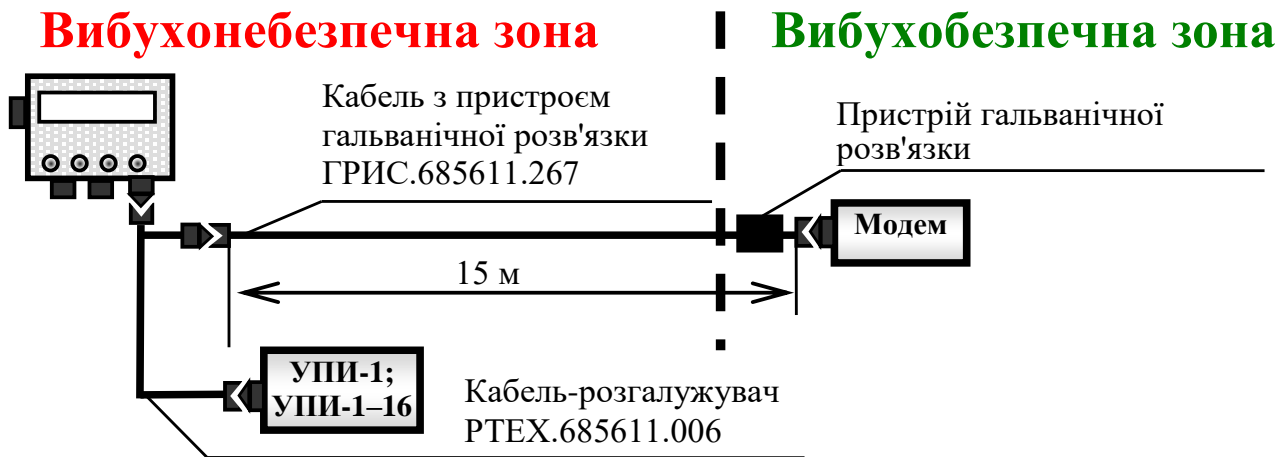 Вибухонебезпечна зона
Вибухобезпечна зона
Кабель з пристроєм
гальванічної розв'язки
ГРИС.685611.267
Пристрій гальванічної
розв'язки
Модем
15 м
УПИ-1;
УПИ-1–16
Кабель-розгалужувач
РТЕХ.685611.006